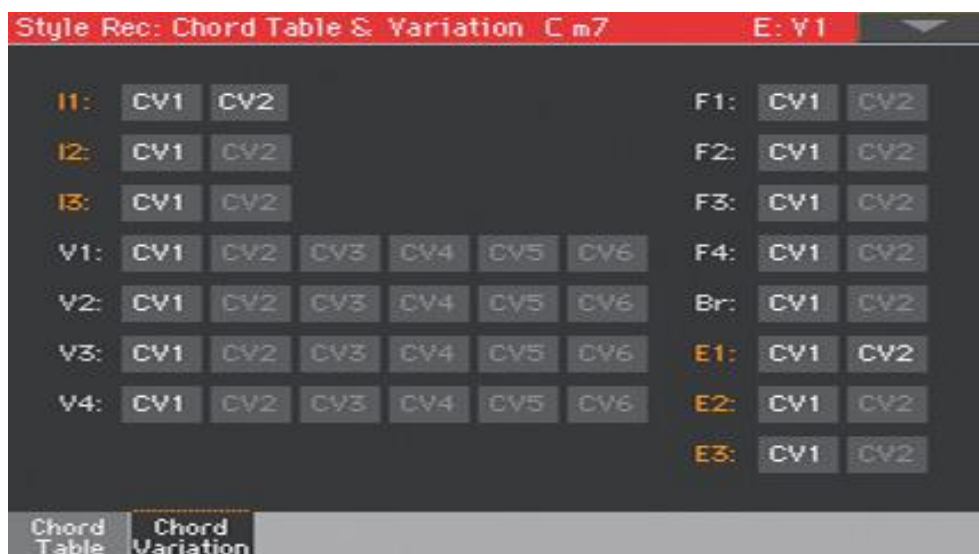 Style Rec: Chord Table & Variation C m7 E: V1
I1: CV1 CV2 F1: CV1 CV2
I2: CV1 CV2 F2: CV1 CV2
I3: CV1 CV2 F3: CV1 CV2
V1: CV1 CV2 CV3 CV4 CV5 CV6 F4: CV1 CV2
V2: CV1 CV2 CV3 CV4 CV5 CV6 Br: CV1 CV2
V3: CV1 CV2 CV3 CV4 CV5 CV6 E1: CV1 CV2
V4: CV1 CV2 CV3 CV4 CV5 CV6 E2: CV1 CV2
E3: CV1 CV2
Chord Chord
Table Variation